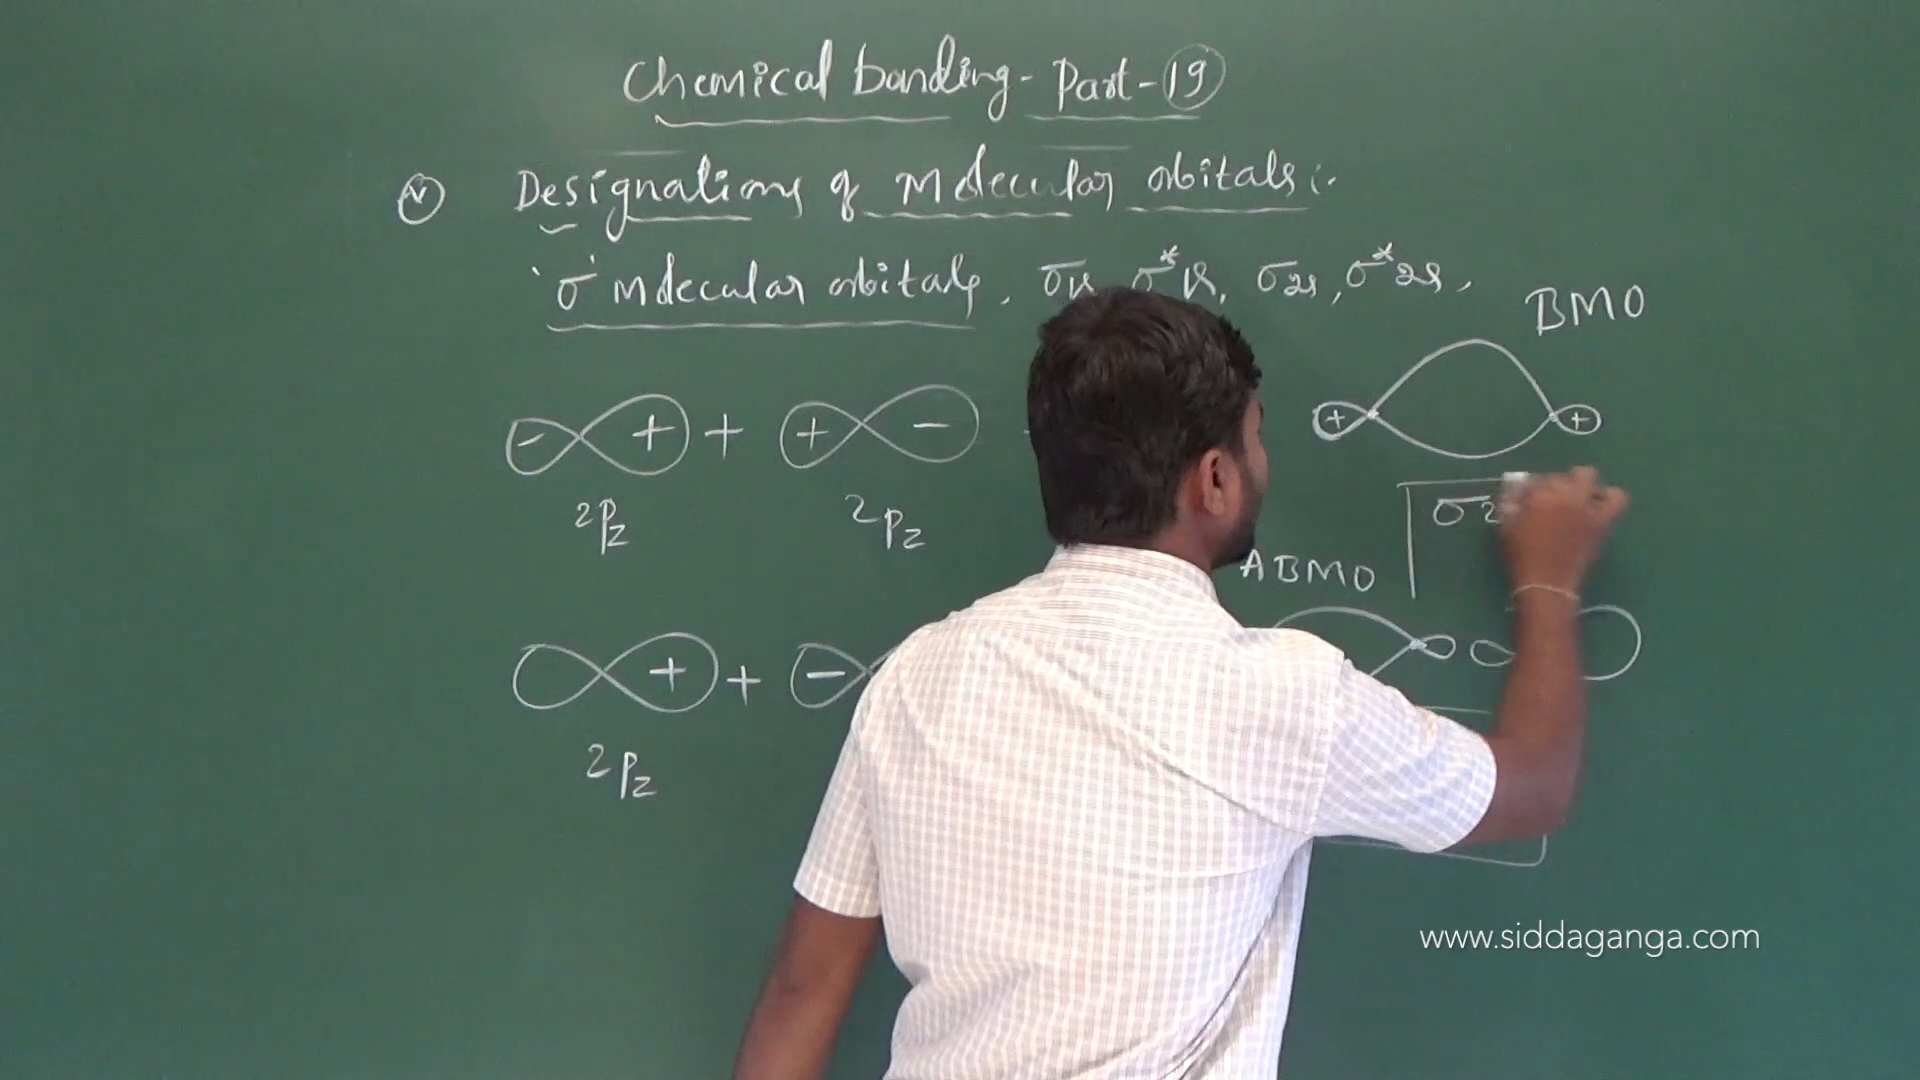 Chemical bonding - Part - 19
Designations of Molecular orbitals :-
'σ' molecular orbitals, σ1s, σ*1s, σ2s, σ*2s,
BMO
- + + + -
+ +
2Pz 2Pz
σ2
ABMO
+ + -
2Pz
www.siddaganga.com